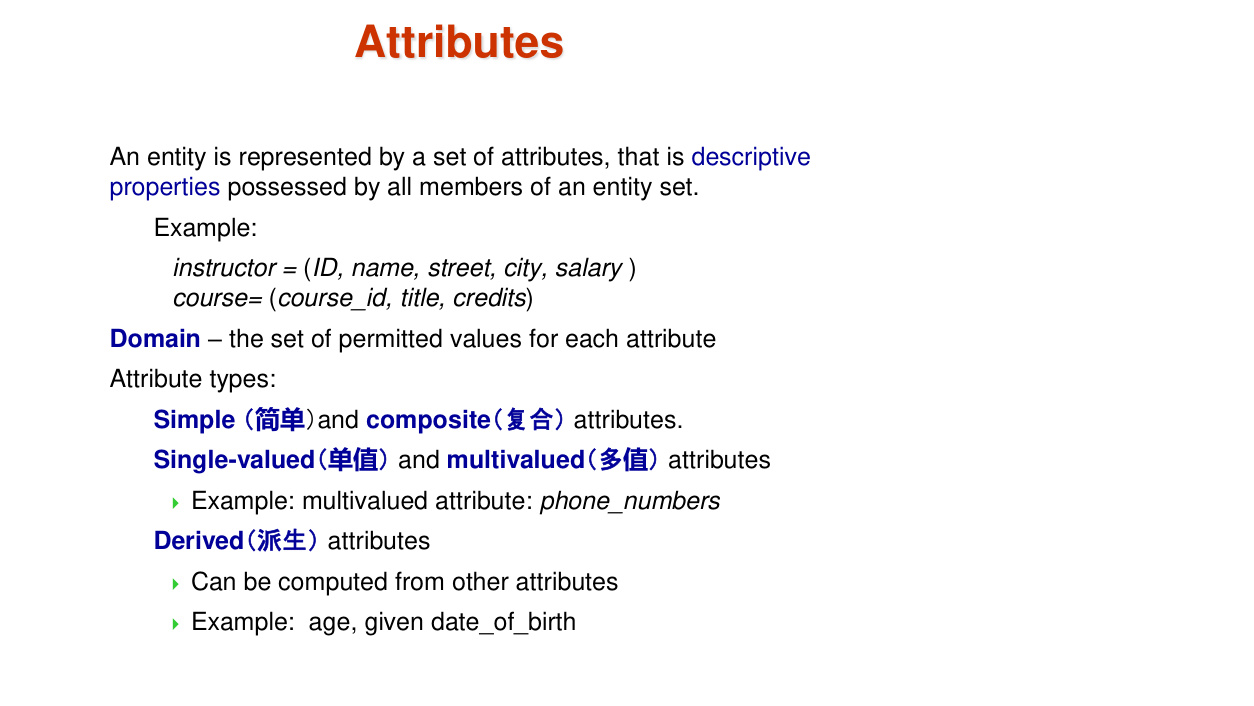 Attributes
An entity is represented by a set of attributes, that is descriptive
properties possessed by all members of an entity set.
Example:
instructor = (ID, name, street, city, salary )
course= (course_id, title, credits)
Domain – the set of permitted values for each attribute
Attribute types:
Simple（简单）and composite（复合） attributes.
Single-valued（单值） and multivalued（多值） attributes
Example: multivalued attribute: phone_numbers
Derived（派生） attributes
Can be computed from other attributes
Example:  age, given date_of_birth